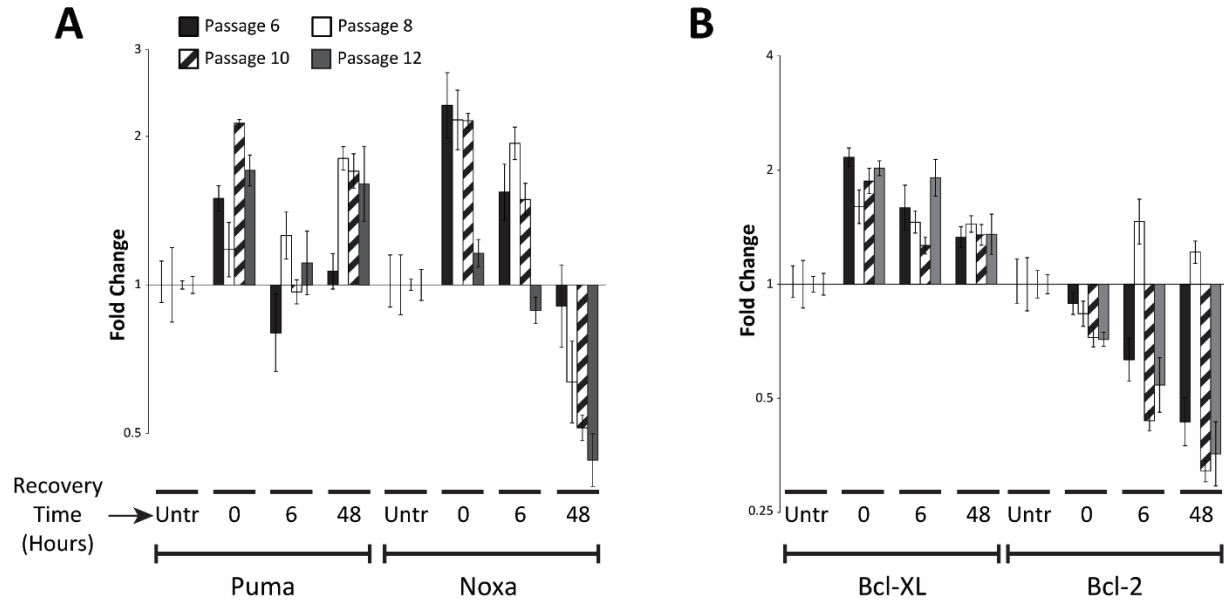 A
Passage 6 Passage 8
Passage 10 Passage 12
Fold Change
3
2
1
0.5
Recovery
Time
(Hours)
Untr 0 6 48 Untr 0 6 48
Puma Noxa
B
Fold Change
4
2
1
0.5
0.25
Untr 0 6 48 Untr 0 6 48
Bcl-XL Bcl-2